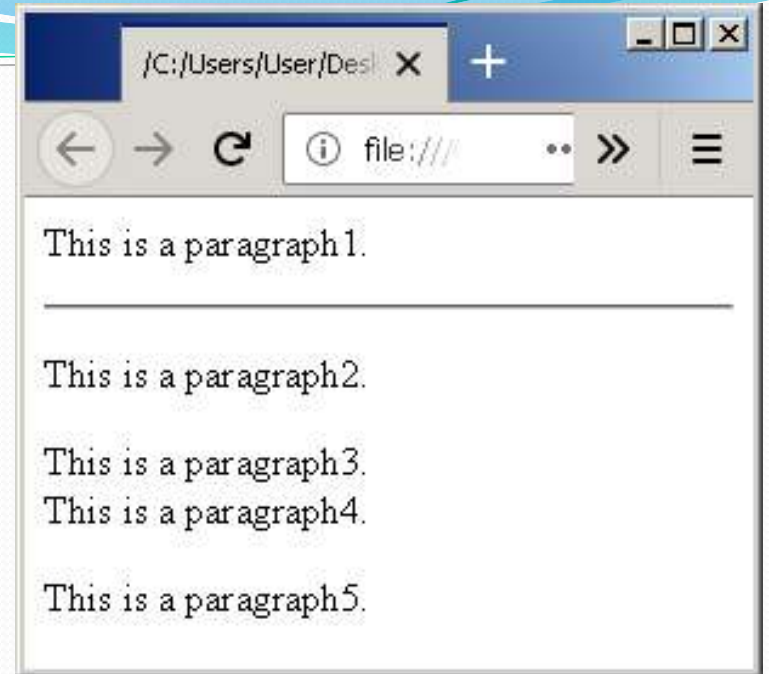 /C:/Users/User/Des
file:///
This is a paragraph1.
This is a paragraph2.
This is a paragraph3.
This is a paragraph4.
This is a paragraph5.